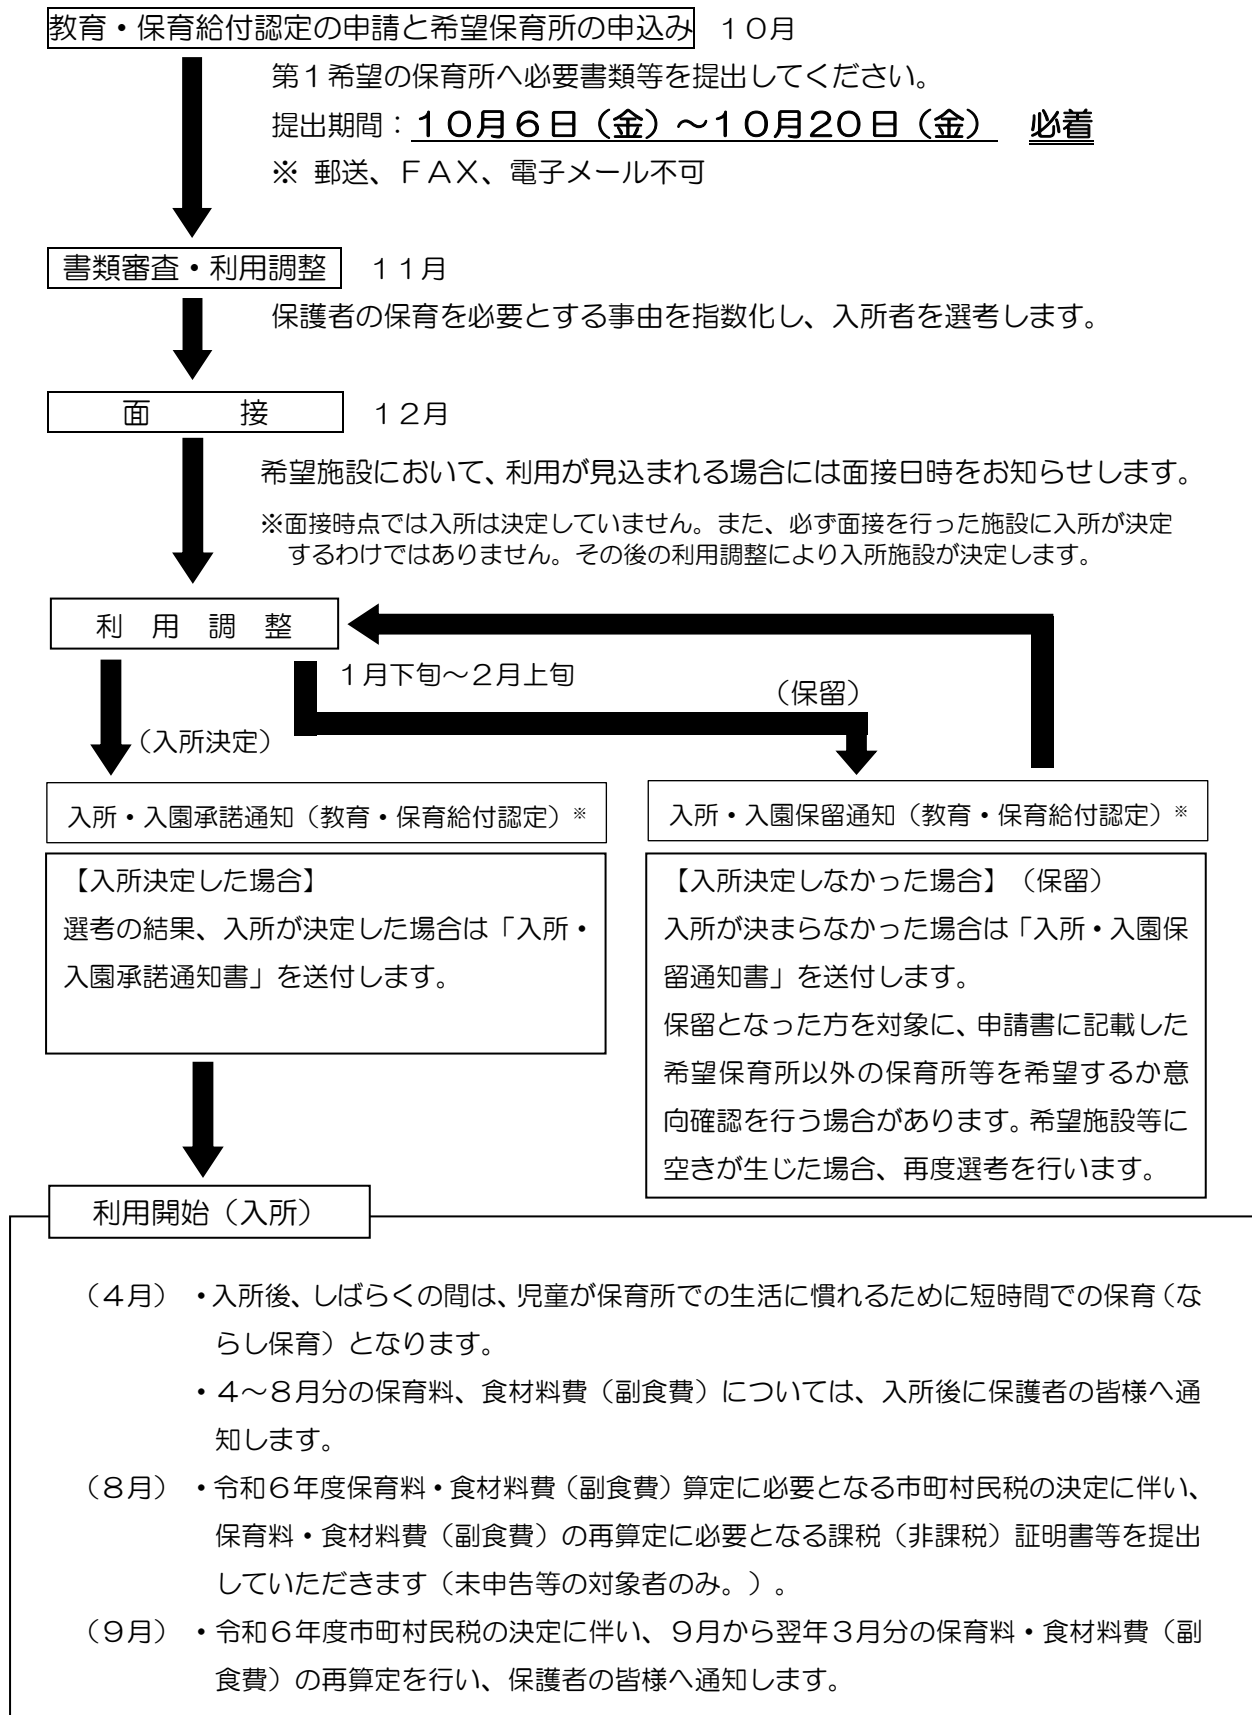 教育・保育給付認定の申請と希望保育所の申込み　１０月
第１希望の保育所へ必要書類等を提出してください。
提出期間：１０月６日（金）～１０月２０日（金）　必着
※ 郵送、ＦＡＸ、電子メール不可
書類審査・利用調整　１１月
保護者の保育を必要とする事由を指数化し、入所者を選考します。
面　　接　１２月
希望施設において、利用が見込まれる場合には面接日時をお知らせします。
※面接時点では入所は決定していません。また、必ず面接を行った施設に入所が決定
するわけではありません。その後の利用調整により入所施設が決定します。
利　用　調　整
１月下旬～２月上旬
（保留）
（入所決定）
入所・入園承諾通知（教育・保育給付認定）※
【入所決定した場合】
選考の結果、入所が決定した場合は「入所・
入園承諾通知書」を送付します。
入所・入園保留通知（教育・保育給付認定）※
【入所決定しなかった場合】（保留）
入所が決まらなかった場合は「入所・入園保
留通知書」を送付します。
保留となった方を対象に、申請書に記載した
希望保育所以外の保育所等を希望するか意
向確認を行う場合があります。希望施設等に
空きが生じた場合、再度選考を行います。
利用開始（入所）
（４月）・入所後、しばらくの間は、児童が保育所での生活に慣れるために短時間での保育（な
らし保育）となります。
・４～８月分の保育料、食材料費（副食費）については、入所後に保護者の皆様へ通
知します。
（８月）・令和６年度保育料・食材料費（副食費）算定に必要となる市町村民税の決定に伴い、
保育料・食材料費（副食費）の再算定に必要となる課税（非課税）証明書等を提出
していただきます（未申告等の対象者のみ。）。
（９月）・令和６年度市町村民税の決定に伴い、９月から翌年３月分の保育料・食材料費（副
食費）の再算定を行い、保護者の皆様へ通知します。